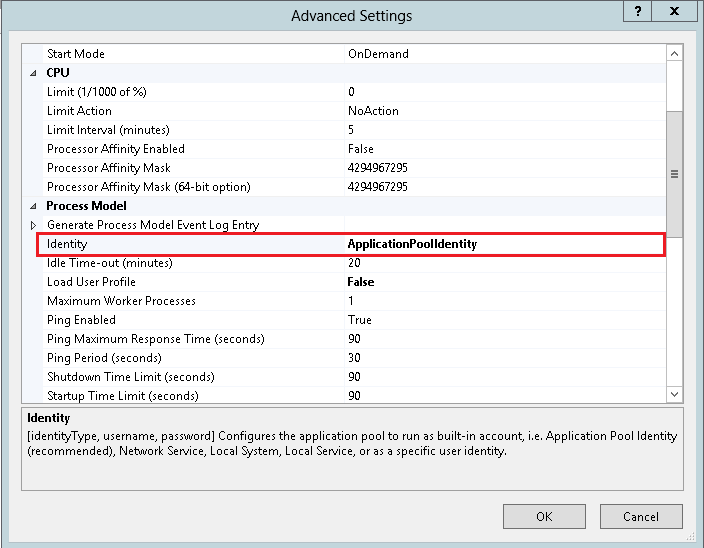 Advanced Settings
? X
Start Mode OnDemand
CPU
Limit (1/1000 of %) 0
Limit Action NoAction
Limit Interval (minutes) 5
Processor Affinity Enabled False
Processor Affinity Mask 4294967295
Processor Affinity Mask (64-bit option) 4294967295
Process Model
Generate Process Model Event Log Entry
Identity ApplicationPoolIdentity
Idle Time-out (minutes) 20
Load User Profile False
Maximum Worker Processes 1
Ping Enabled True
Ping Maximum Response Time (seconds) 90
Ping Period (seconds) 30
Shutdown Time Limit (seconds) 90
Startup Time Limit (seconds) 90
Identity
[identityType, username, password] Configures the application pool to run as built-in account, i.e. Application Pool Identity
(recommended), Network Service, Local System, Local Service, or as a specific user identity.
OK Cancel